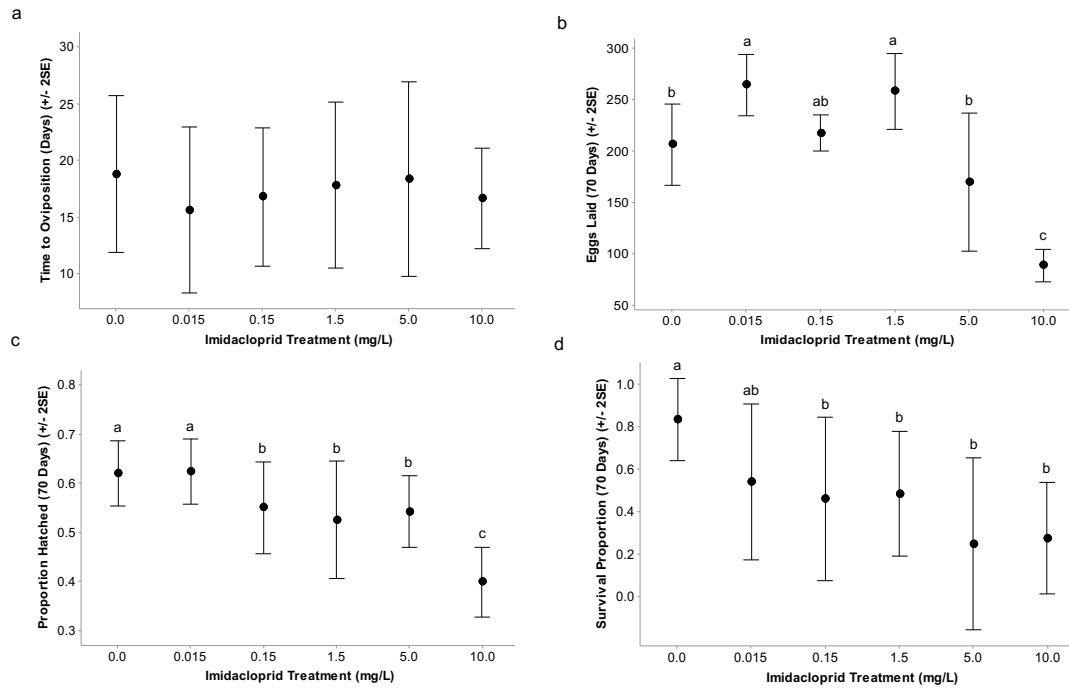 a
Time to Oviposition (Days) (+/- 2SE)
30
25
20
15
10
0.0 0.015 0.15 1.5 5.0 10.0
Imidacloprid Treatment (mg/L)
b
Eggs Laid (70 Days) (+/- 2SE)
300
250
200
150
100
50
b a ab a b c
0.0 0.015 0.15 1.5 5.0 10.0
Imidacloprid Treatment (mg/L)
c
Proportion Hatched (70 Days) (+/- 2SE)
0.8
0.7
0.6
0.5
0.4
0.3
a a b b b c
0.0 0.015 0.15 1.5 5.0 10.0
Imidacloprid Treatment (mg/L)
d
Survival Proportion (70 Days) (+/- 2SE)
1.0
0.8
0.6
0.4
0.2
0.0
a ab b b b b
0.0 0.015 0.15 1.5 5.0 10.0
Imidacloprid Treatment (mg/L)